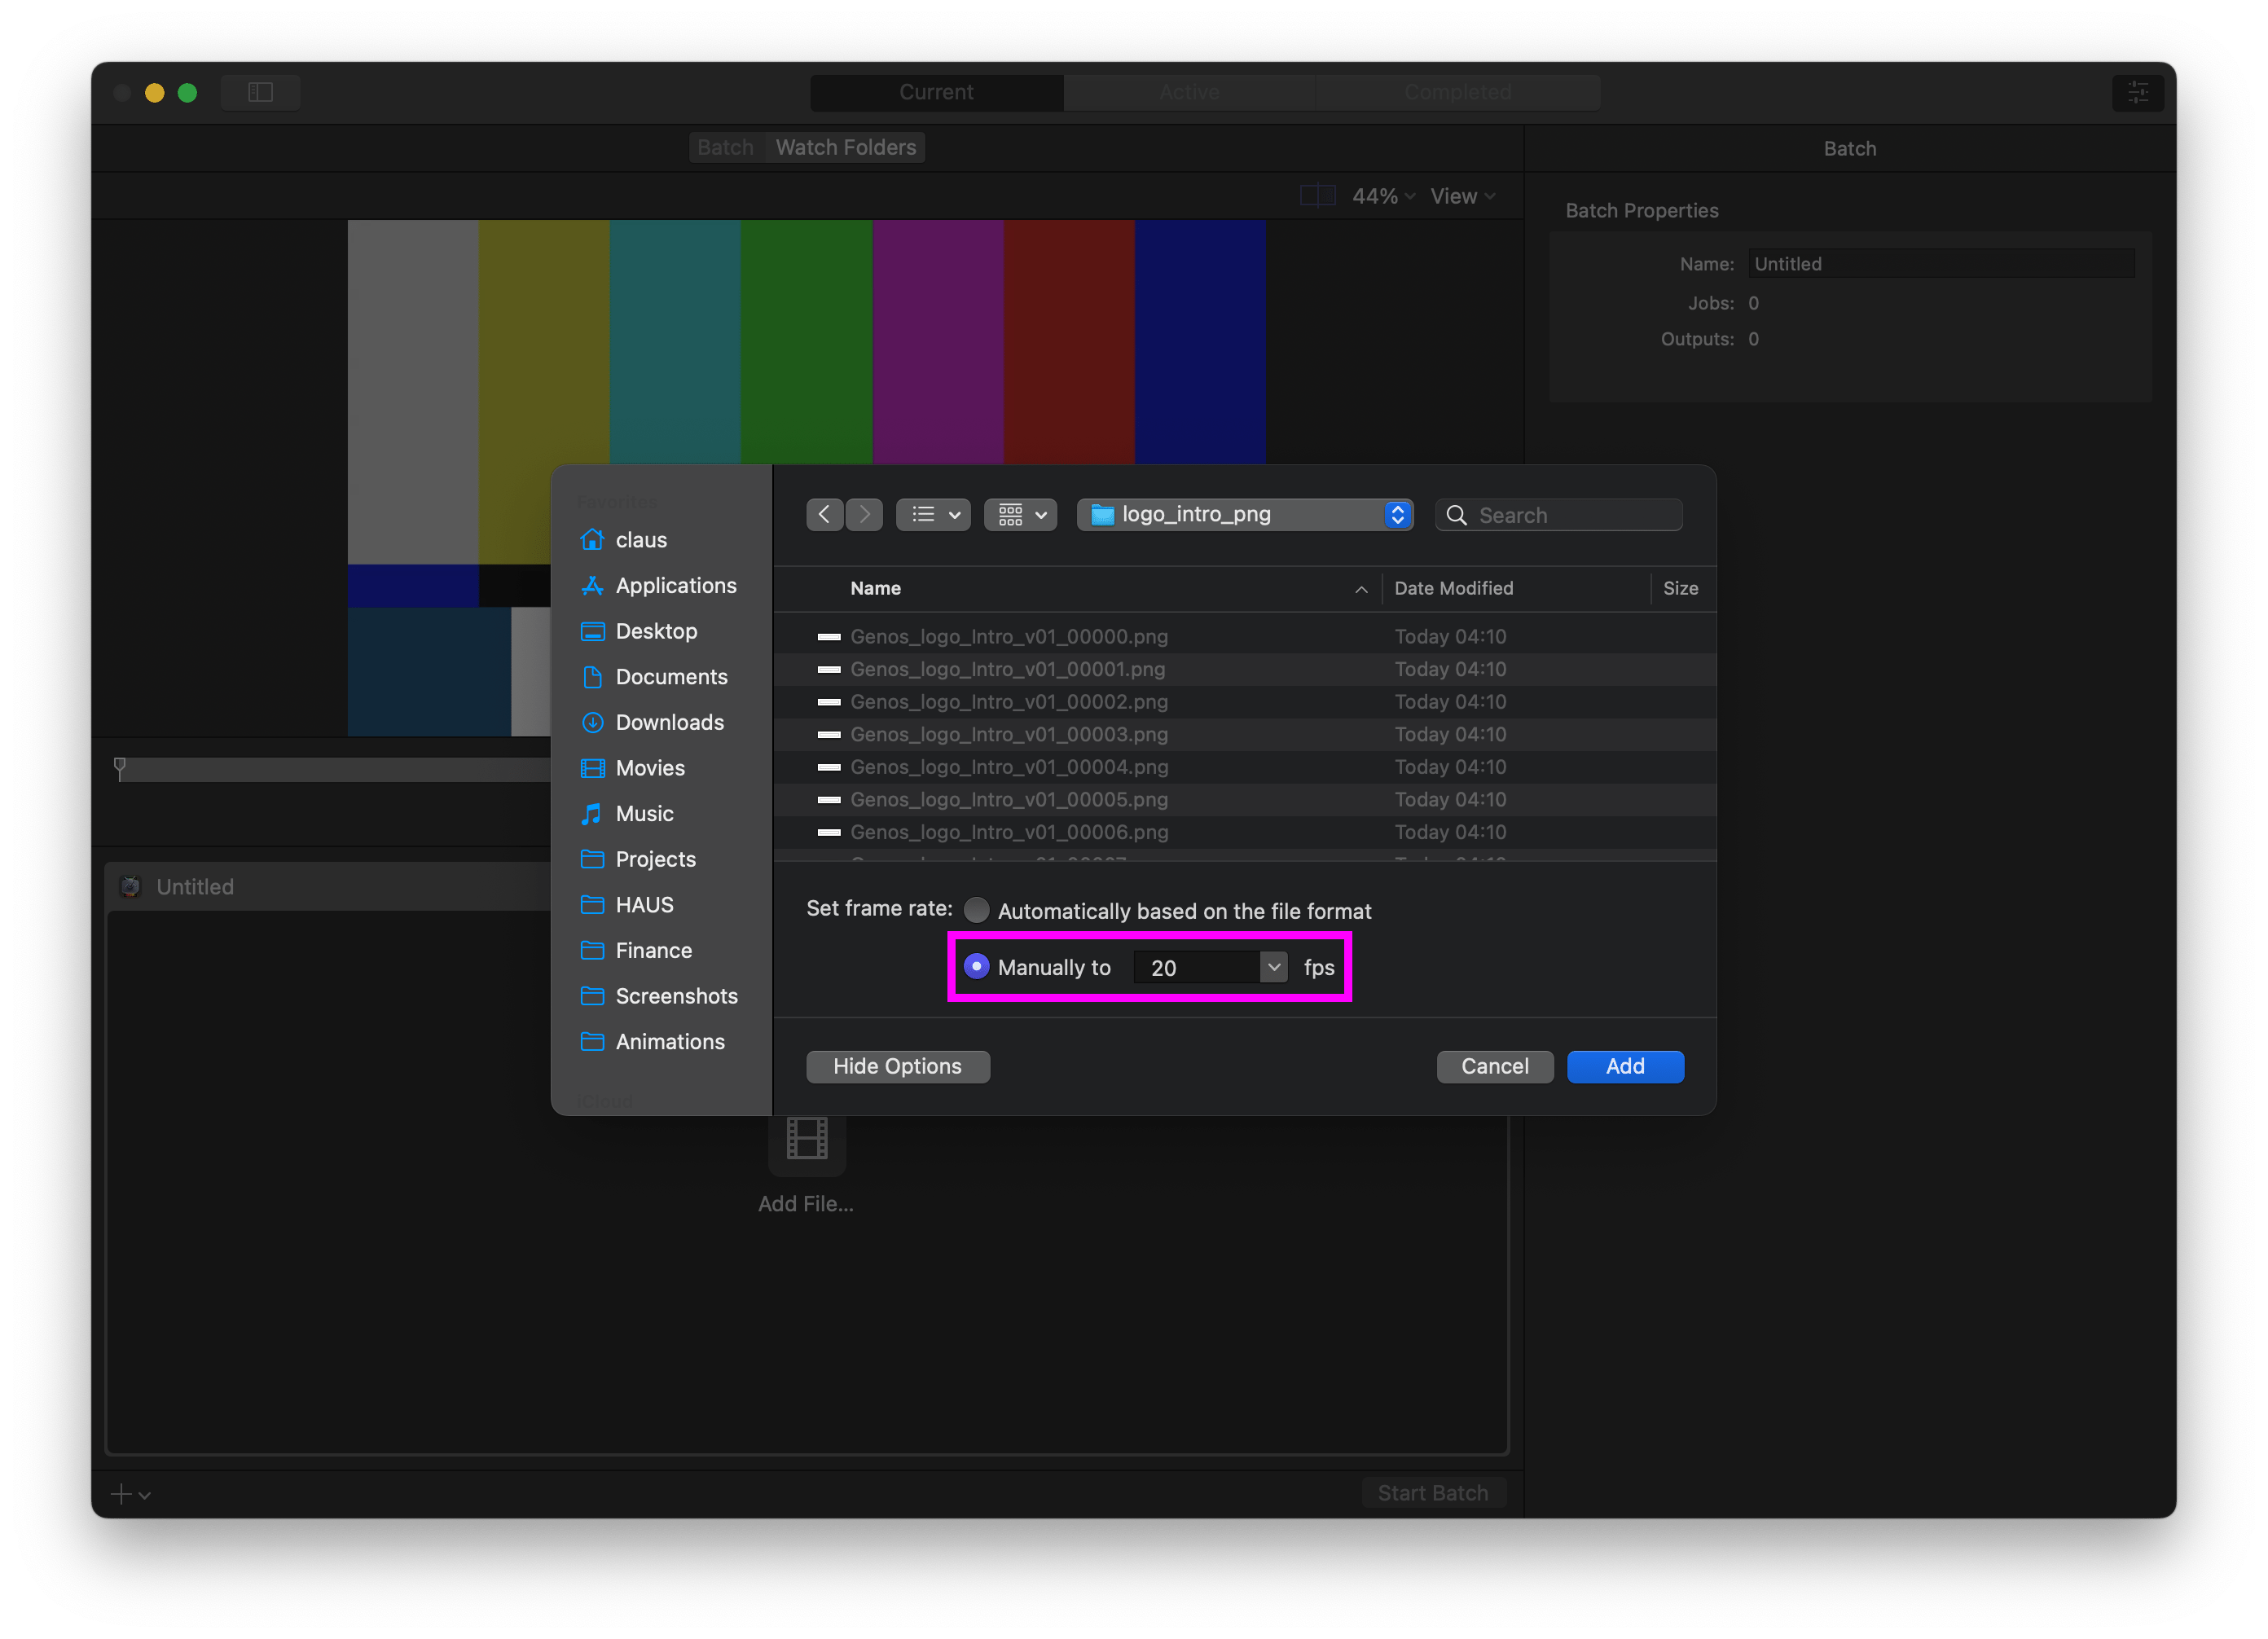 Current
Active
Completed
Batch
Watch Folders
Batch
44%
View
Batch Properties
Name: Untitled
Jobs: 0
Outputs: 0
Favorites
claus
Applications
Desktop
Documents
Downloads
Movies
Music
Projects
HAUS
Finance
Screenshots
Animations
iCloud
logo_intro_png
Search
Name
Date Modified
Size
Genos_logo_Intro_v01_00000.png Today 04:10
Genos_logo_Intro_v01_00001.png Today 04:10
Genos_logo_Intro_v01_00002.png Today 04:10
Genos_logo_Intro_v01_00003.png Today 04:10
Genos_logo_Intro_v01_00004.png Today 04:10
Genos_logo_Intro_v01_00005.png Today 04:10
Genos_logo_Intro_v01_00006.png Today 04:10
Set frame rate: Automatically based on the file format
Manually to 20 fps
Hide Options
Cancel
Add
Untitled
Add File...
Start Batch